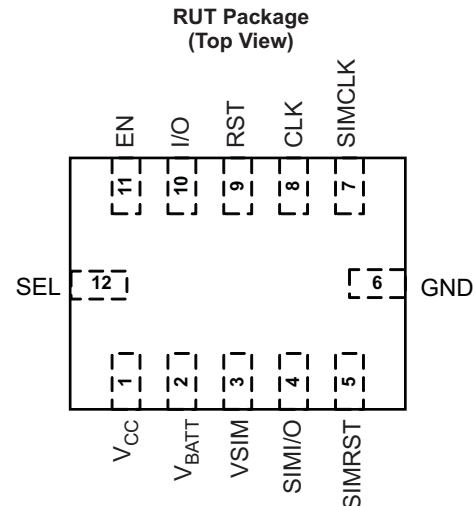 RUT Package
(Top View)
EN I/O RST CLK SIMCLK
11 10 9 8 7
SEL 12 6 GND
1 2 3 4 5
VCC VBATT VSIM SIMI/O SIMRST